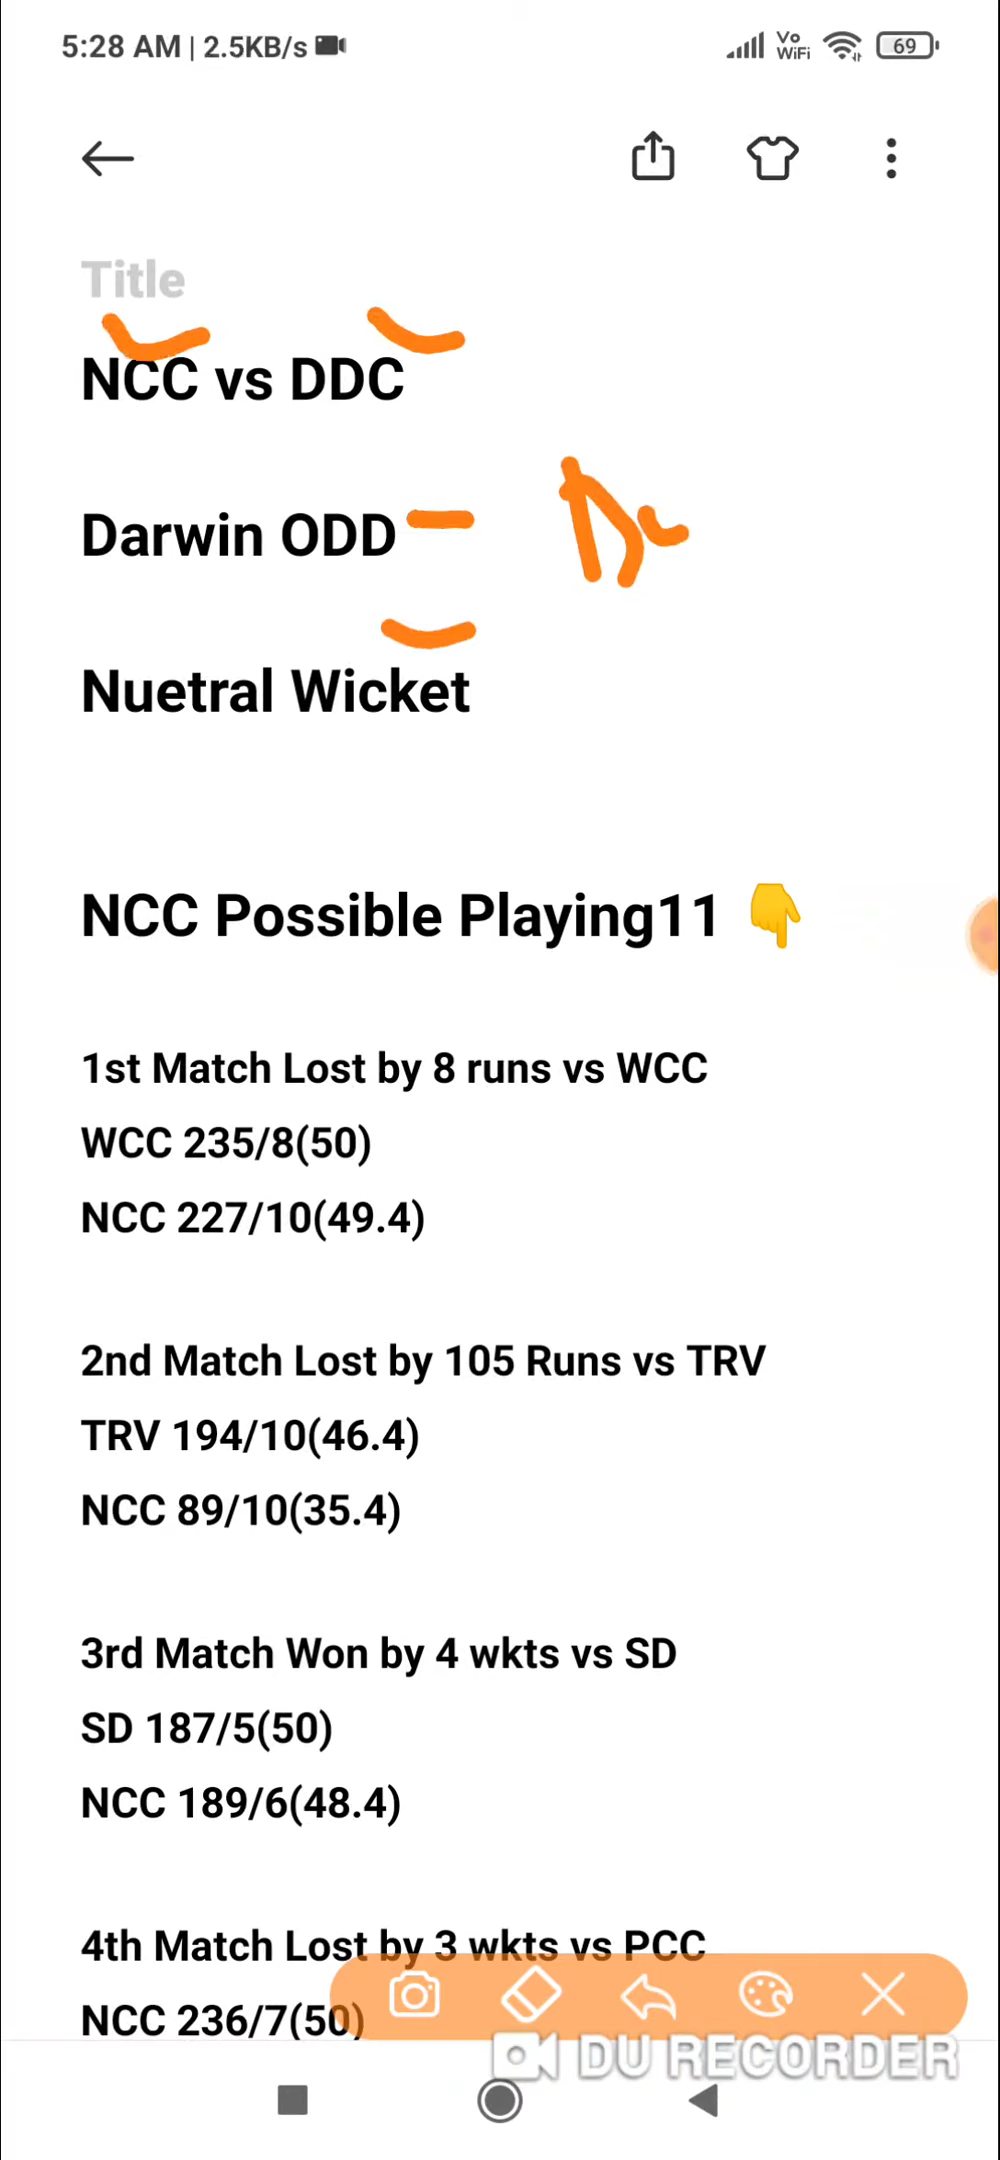 5:28 AM | 2.5KB/s
Vo WiFi 69
Title
NCC vs DDC
Darwin ODD
Nuetral Wicket
NCC Possible Playing11 👇
1st Match Lost by 8 runs vs WCC
WCC 235/8(50)
NCC 227/10(49.4)
2nd Match Lost by 105 Runs vs TRV
TRV 194/10(46.4)
NCC 89/10(35.4)
3rd Match Won by 4 wkts vs SD
SD 187/5(50)
NCC 189/6(48.4)
4th Match Lost by 3 wkts vs PCC
NCC 236/7(50)
DU RECORDER